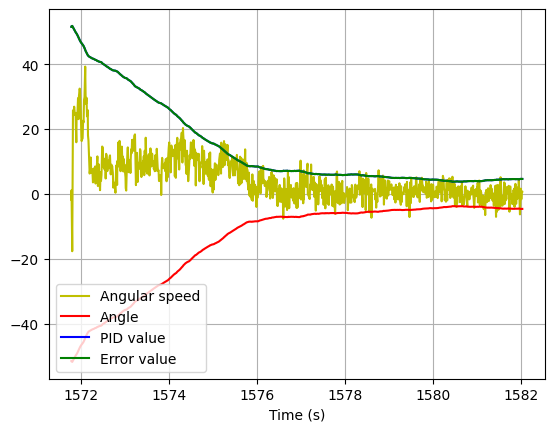 40
20
0
−20
−40
Angular speed
Angle
PID value
Error value
1572 1574 1576 1578 1580 1582
Time (s)